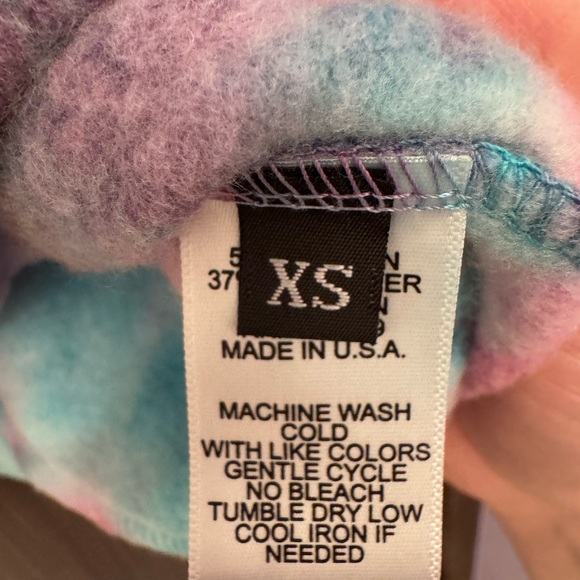 XS
MADE IN U.S.A.
MACHINE WASH
COLD
WITH LIKE COLORS
GENTLE CYCLE
NO BLEACH
TUMBLE DRY LOW
COOL IRON IF
NEEDED